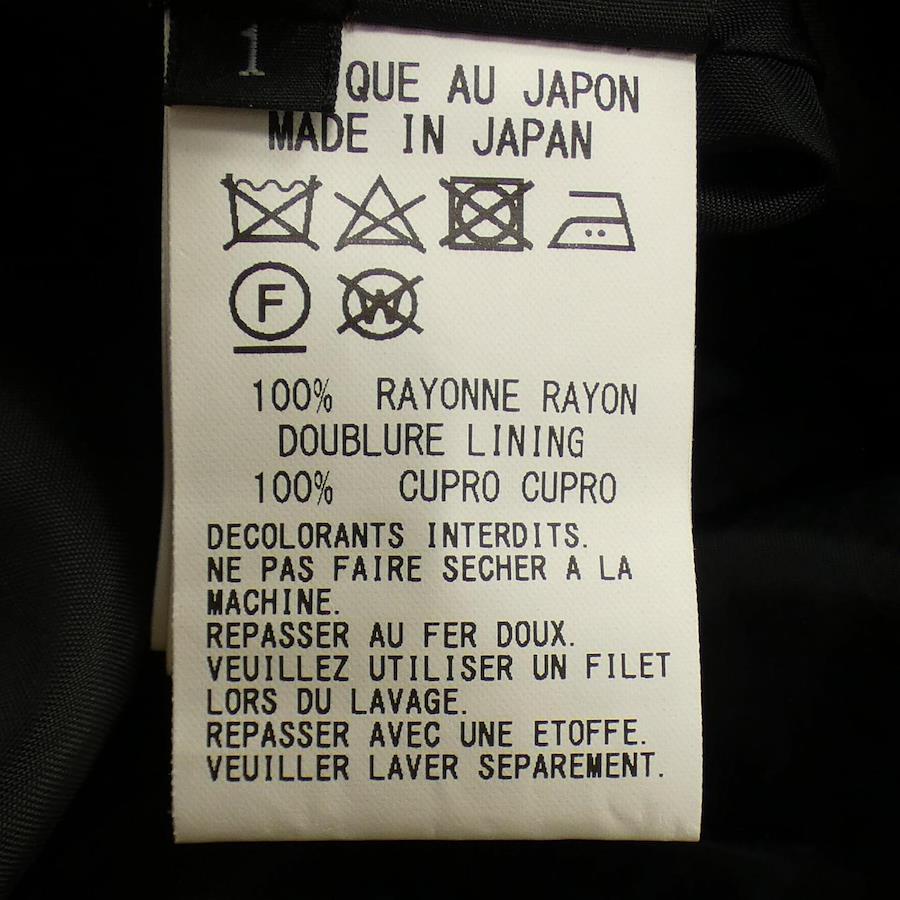 1
QUE AU JAPON
MADE IN JAPAN
F W
100% RAYONNE RAYON
DOUBLURE LINING
100% CUPRO CUPRO
DECOLORANTS INTERDITS.
NE PAS FAIRE SECHER A LA
MACHINE.
REPASSER AU FER DOUX.
VEUILLEZ UTILISER UN FILET
LORS DU LAVAGE.
REPASSER AVEC UNE ETOFFE.
VEUILLER LAVER SEPAREMENT.